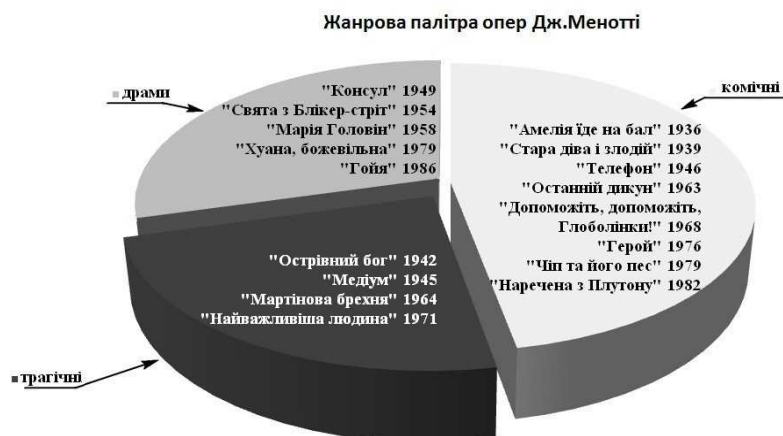 Жанрова палітра опер Дж.Менотті
драми
"Консул" 1949
"Свята з Блікер-стріт" 1954
"Марія Головін" 1958
"Хуана, божевільна" 1979
"Гойя" 1986
комічні
"Амелія їде на бал" 1936
"Стара діва і злодій" 1939
"Телефон" 1946
"Останній дикун" 1963
"Допоможіть, допоможіть,
Глоболінки!" 1968
"Герой" 1976
"Чіп та його пес" 1979
"Наречена з Плутону" 1982
"Острівний бог" 1942
"Медіум" 1945
"Мартінова брехня" 1964
"Найважливіша людина" 1971
трагічні